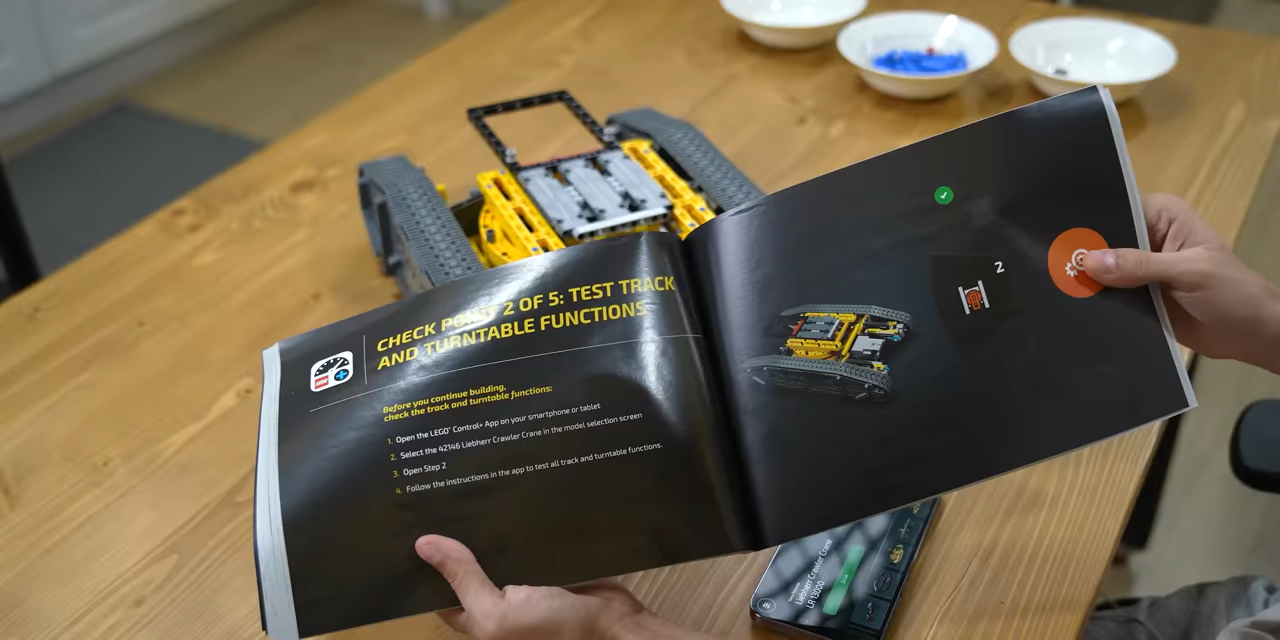 CHECK POINT 2 OF 5: TEST TRACK
AND TURNTABLE FUNCTIONS
LEGO
Before you continue building,
check the track and turntable functions:
1. Open the LEGO® Control+ App on your smartphone or tablet
2. Select the 42146 Liebherr Crawler Crane in the model selection screen
3. Open Step 2
4. Follow the instructions in the app to test all track and turntable functions.
2
Liebherr Crawler Crane
LR 13000